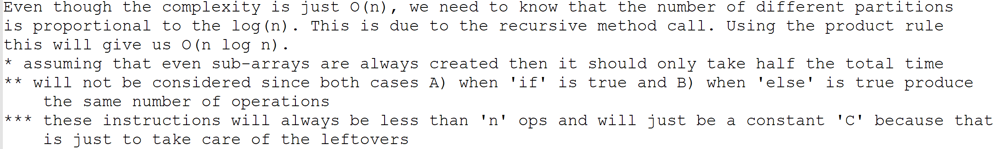 Even though the complexity is just O(n), we need to know that the number of different partitions
is proportional to the log(n). This is due to the recursive method call. Using the product rule
this will give us O(n log n).
* assuming that even sub-arrays are always created then it should only take half the total time
** will not be considered since both cases A) when 'if' is true and B) when 'else' is true produce
the same number of operations
*** these instructions will always be less than 'n' ops and will just be a constant 'C' because that
is just to take care of the leftovers